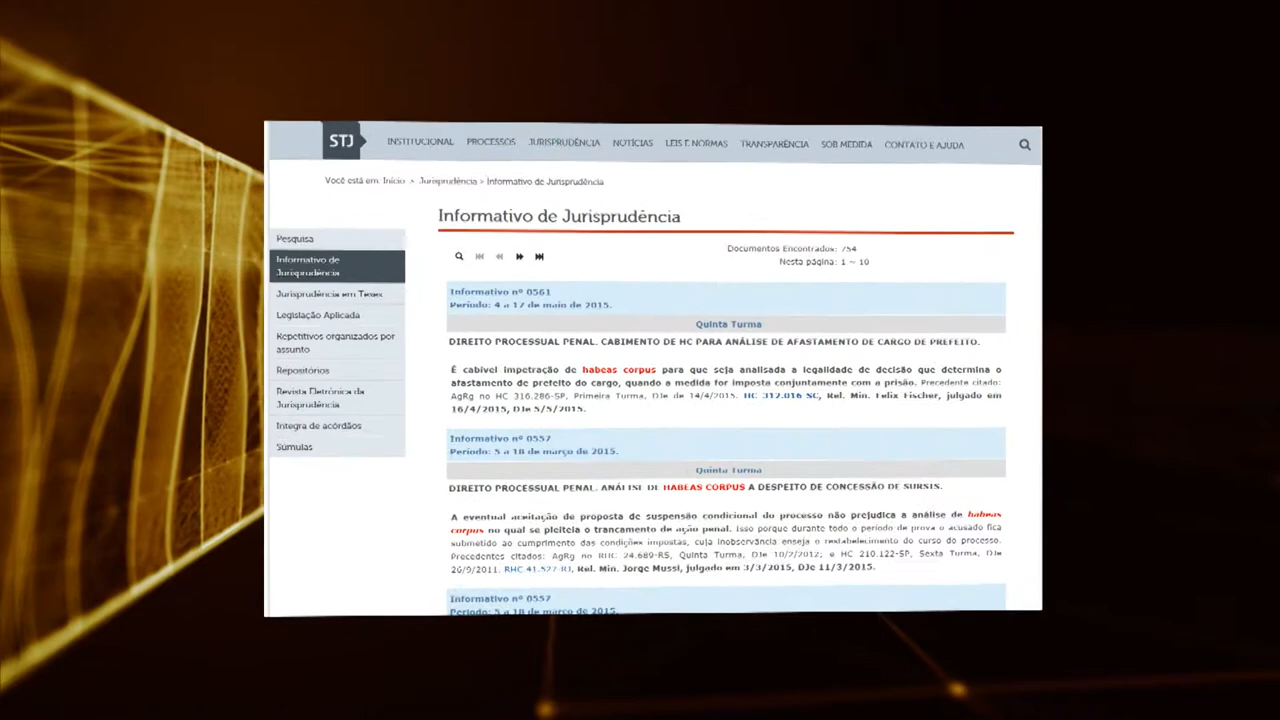 STJ INSTITUCIONAL PROCESSOS JURISPRUDÊNCIA NOTÍCIAS LEIS E NORMAS TRANSPARÊNCIA SOB MEDIDA CONTATO E AJUDA
Você está em: Início > Jurisprudência > Informativo de Jurisprudência
Informativo de Jurisprudência
Pesquisa
Informativo de
Jurisprudência
Jurisprudência em Teses
Legislação Aplicada
Repetitivos organizados por
assunto
Repositórios
Revista Eletrônica da
Jurisprudência
Íntegra de acórdãos
Súmulas
Documentos Encontrados: 754
Nesta página: 1 ~ 10
Informativo nº 0561
Período: 4 a 17 de maio de 2015.
Quinta Turma
DIREITO PROCESSUAL PENAL. CABIMENTO DE HC PARA ANÁLISE DE AFASTAMENTO DE CARGO DE PREFEITO.
É cabível impetração de habeas corpus para que seja analisada a legalidade de decisão que determina o
afastamento de prefeito do cargo, quando a medida for imposta conjuntamente com a prisão. Precedente citado:
AgRg no HC 316.286-SP, Primeira Turma, DJe de 14/4/2015. HC 312.016-SC, Rel. Min. Felix Fischer, julgado em
16/4/2015, DJe 5/5/2015.
Informativo nº 0557
Período: 5 a 18 de março de 2015.
Quinta Turma
DIREITO PROCESSUAL PENAL. ANÁLISE DE HABEAS CORPUS A DESPEITO DE CONCESSÃO DE SURSIS.
A eventual aceitação de proposta de suspensão condicional do processo não prejudica a análise de habeas
corpus no qual se pleiteia o trancamento de ação penal. Isso porque durante todo o período de prova o acusado fica
submetido ao cumprimento das condições impostas, cuja inobservância enseja o restabelecimento do curso do processo.
Precedentes citados: AgRg no RHC 24.689-RS, Quinta Turma, DJe 10/2/2012; e HC 210.122-SP, Sexta Turma, DJe
26/9/2011. RHC 41.527-RJ, Rel. Min. Jorge Mussi, julgado em 3/3/2015, DJe 11/3/2015.
Informativo nº 0557
Período: 5 a 18 de março de 2015.